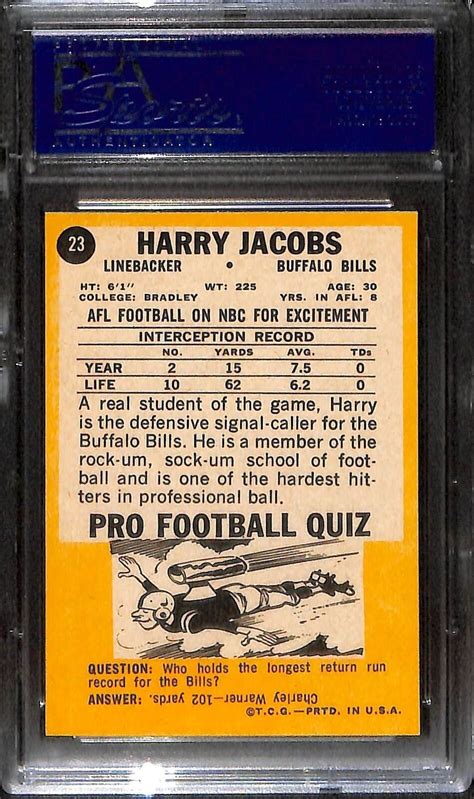 PSA
AUTHENTICATOR
23
HARRY JACOBS
LINEBACKER • BUFFALO BILLS
HT: 6'1" WT: 225 AGE: 30
COLLEGE: BRADLEY YRS. IN AFL: 8
AFL FOOTBALL ON NBC FOR EXCITEMENT
INTERCEPTION RECORD
NO. YARDS AVG. TDs
YEAR 2 15 7.5 0
LIFE 10 62 6.2 0
A real student of the game, Harry
is the defensive signal-caller for the
Buffalo Bills. He is a member of the
rock-um, sock-um school of foot-
ball and is one of the hardest hit-
ters in professional ball.
PRO FOOTBALL QUIZ
QUESTION: Who holds the longest return run
record for the Bills?
ANSWER: Charley Warner—102 yards.
©T.C.G.—PRTD. IN U.S.A.